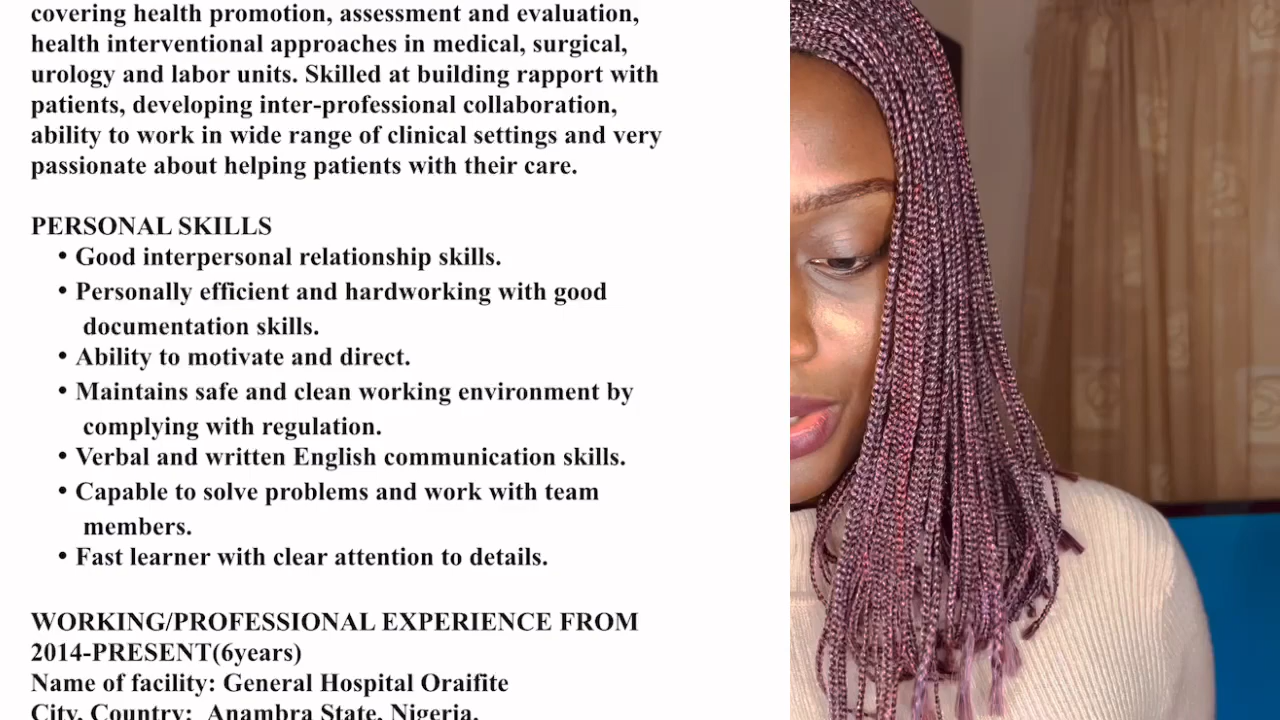 covering health promotion, assessment and evaluation,
health interventional approaches in medical, surgical,
urology and labor units. Skilled at building rapport with
patients, developing inter-professional collaboration,
ability to work in wide range of clinical settings and very
passionate about helping patients with their care.
PERSONAL SKILLS
• Good interpersonal relationship skills.
• Personally efficient and hardworking with good
documentation skills.
• Ability to motivate and direct.
• Maintains safe and clean working environment by
complying with regulation.
• Verbal and written English communication skills.
• Capable to solve problems and work with team
members.
• Fast learner with clear attention to details.
WORKING/PROFESSIONAL EXPERIENCE FROM
2014-PRESENT(6years)
Name of facility: General Hospital Oraifite
City, Country: Anambra State, Nigeria.